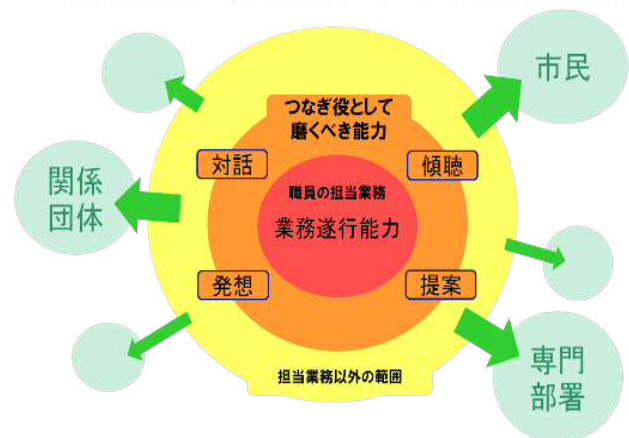 市民
つなぎ役として
磨くべき能力
対話
傾聴
関係
団体
職員の担当業務
業務遂行能力
発想
提案
専門
部署
担当業務以外の範囲